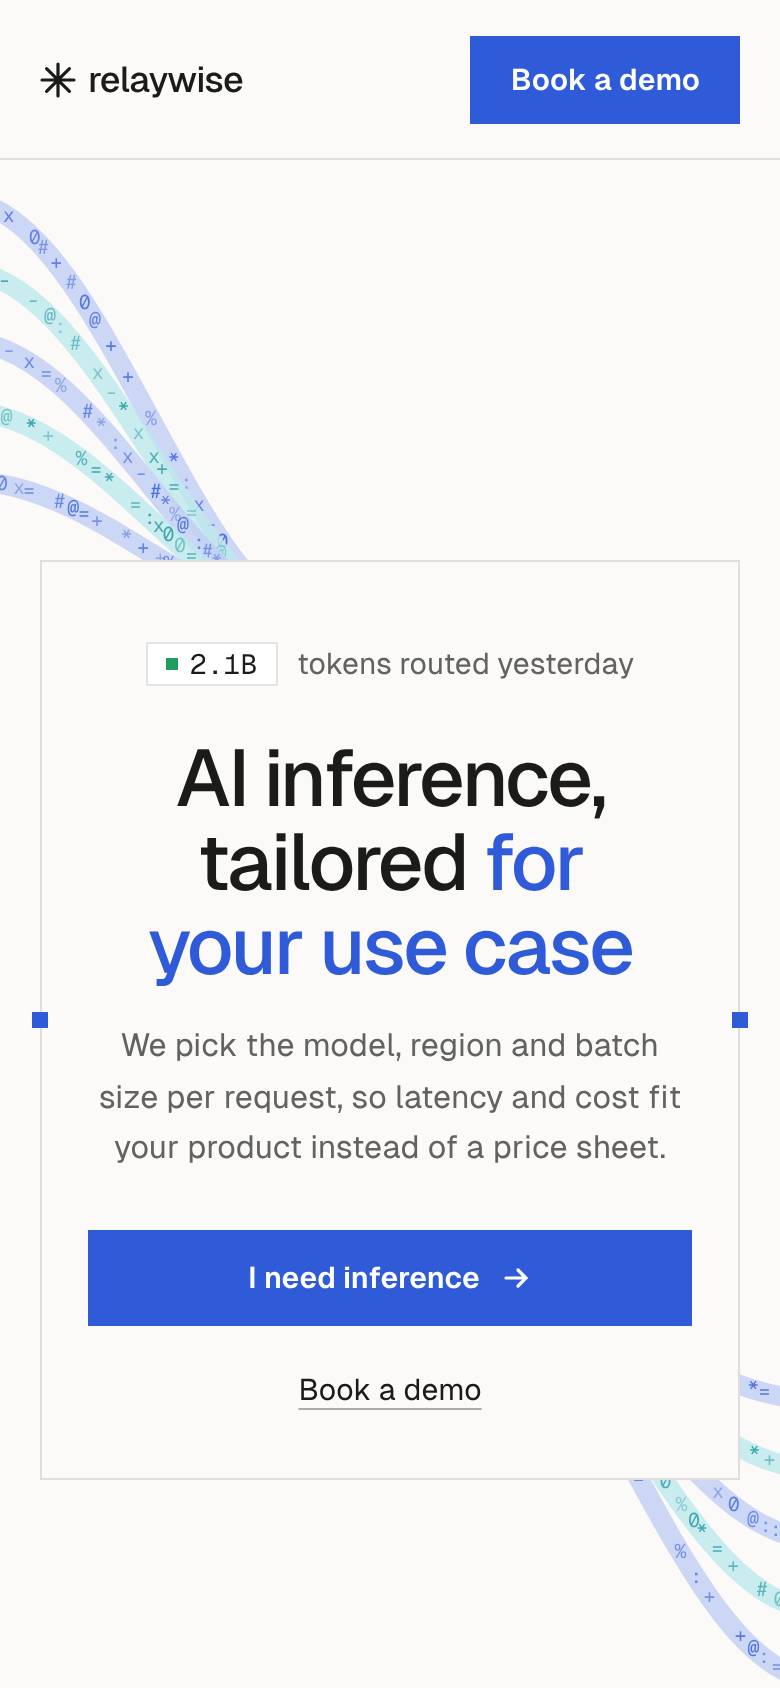 relaywise
Book a demo
2.1B tokens routed yesterday
AI inference,
tailored for
your use case
We pick the model, region and batch
size per request, so latency and cost fit
your product instead of a price sheet.
I need inference →
Book a demo